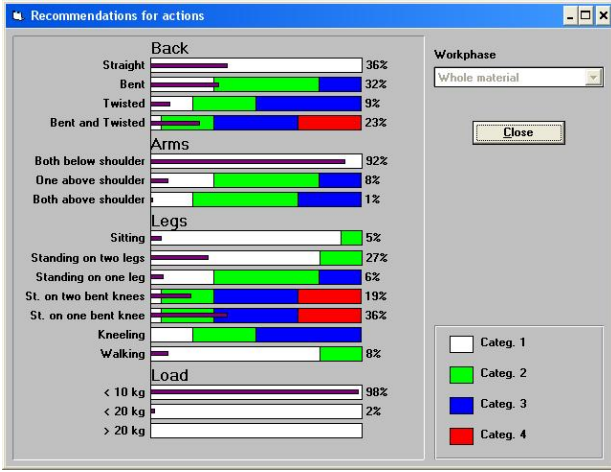 Recommendations for actions
Back
Straight 36%
Bent 32%
Twisted 9%
Bent and Twisted 23%
Arms
Both below shoulder 92%
One above shoulder 8%
Both above shoulder 1%
Legs
Sitting 5%
Standing on two legs 27%
Standing on one leg 6%
St. on two bent knees 19%
St. on one bent knee 36%
Kneeling
Walking 8%
Load
< 10 kg 98%
< 20 kg 2%
> 20 kg
Workphase
Whole material
Close
Categ. 1
Categ. 2
Categ. 3
Categ. 4